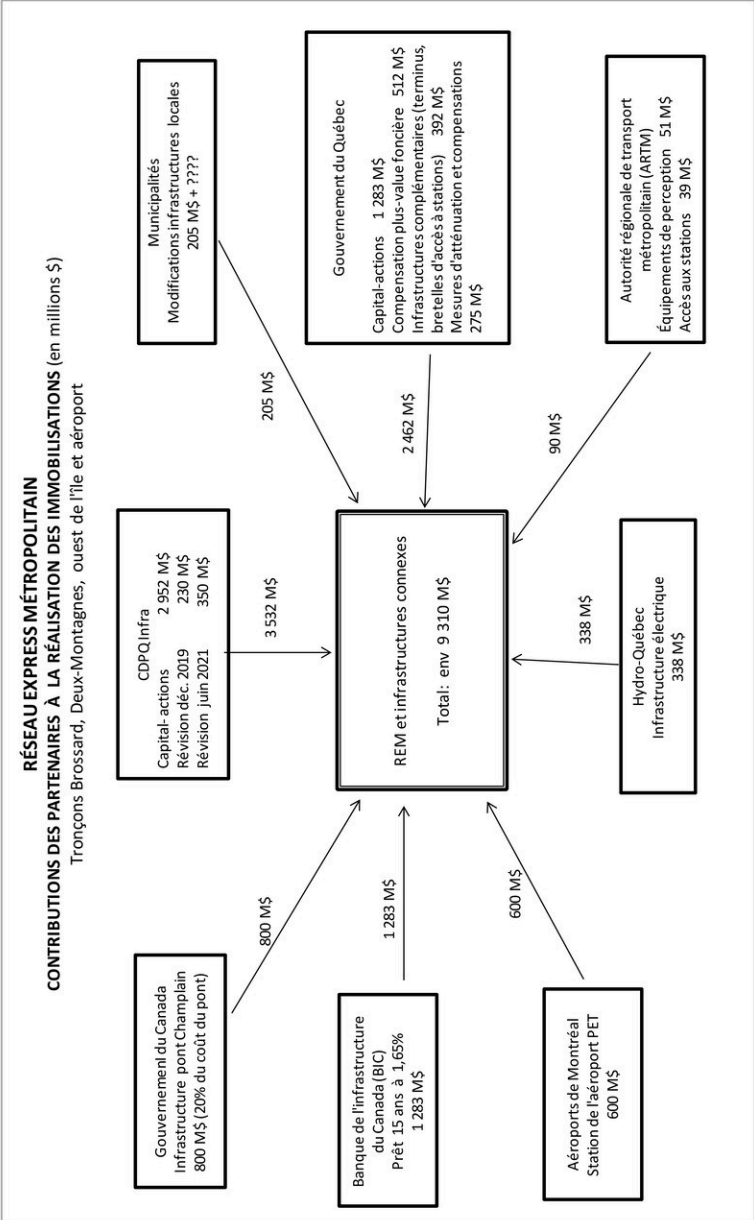 RÉSEAU EXPRESS MÉTROPOLITAIN
CONTRIBUTIONS DES PARTENAIRES À LA RÉALISATION DES IMMOBILISATIONS (en millions $)
Tronçons Brossard, Deux-Montagnes, ouest de l'île et aéroport
Gouvernemenl du Canada
Infrastructure pont Champlain
800 M$ (20% du coût du pont)
800 M$
CDPQ Infra
Capital- actions 2 952 M$
Révision déc. 2019 230 M$
Révision juin 2021 350 M$
3 532 M$
Municipalités
Modifications infrastructures locales
205 M$ + ????
205 M$
Banque de l'infrastructure
du Canada (BIC)
Prêt 15 ans à 1,65%
1 283 M$
1 283 M$
REM et infrastructures connexes
Total: env 9 310 M$
2 462 M$
Gouvernement du Québec
Capital-actions 1 283 M$
Compensation plus-value foncière 512 M$
Infrastructures complémentaires (terminus,
bretelles d'accès à stations) 392 M$
Mesures d'atténuation et compensations
275 M$
Aéroports de Montréal
Station de l'aéroport PET
600 M$
600 M$
Hydro-Québec
Infrastructure électrique
338 M$
338 M$
90 M$
Autorité régionale de transport
métropolitain (ARTM)
Équipements de perception 51 M$
Accès aux stations 39 M$